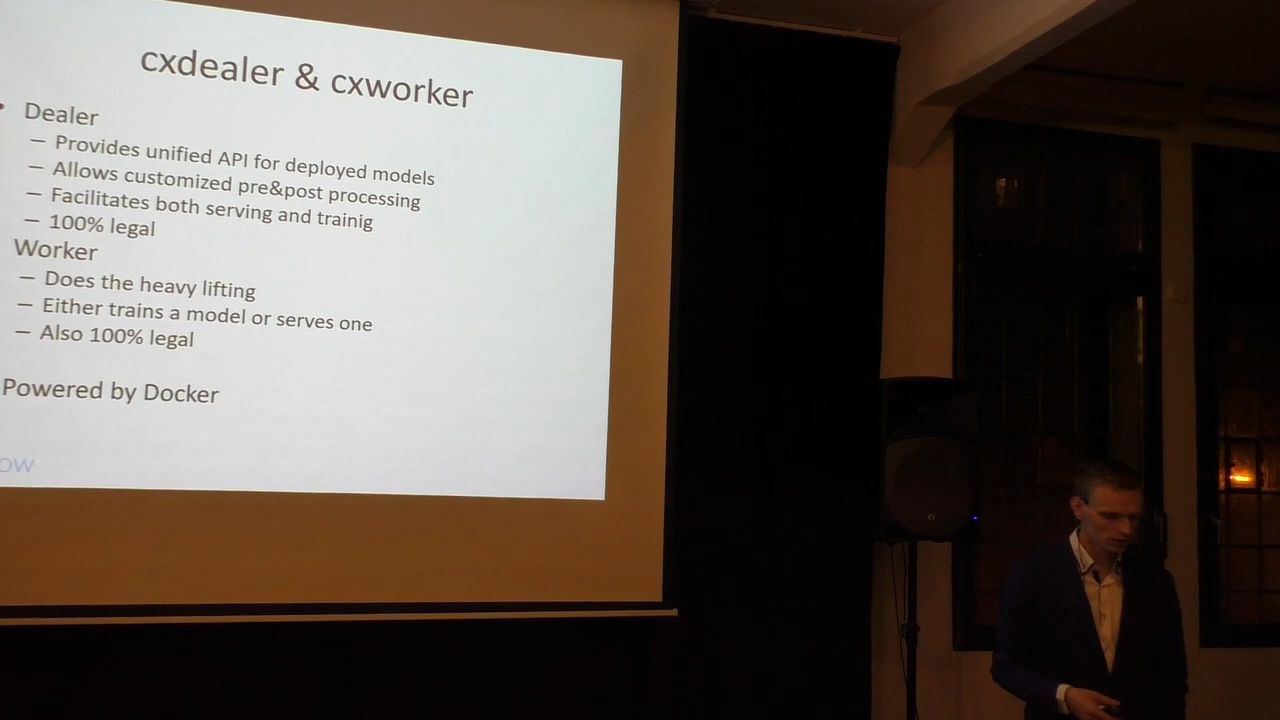 cxdealer & cxworker
• Dealer
– Provides unified API for deployed models
– Allows customized pre&post processing
– Facilitates both serving and trainig
– 100% legal
Worker
– Does the heavy lifting
– Either trains a model or serves one
– Also 100% legal
Powered by Docker
ow